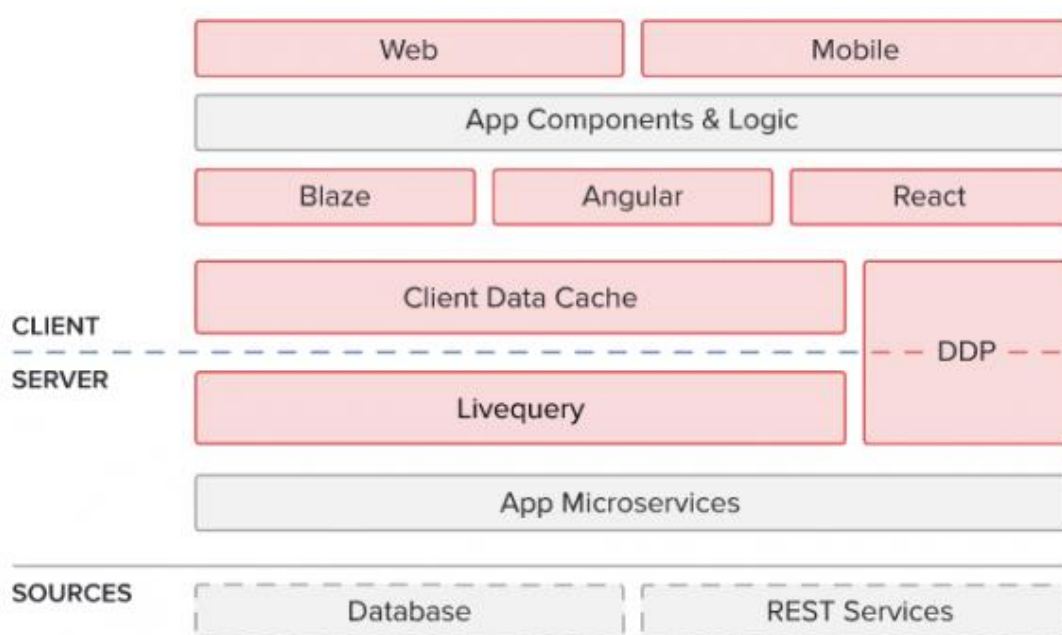 Web Mobile
App Components & Logic
Blaze Angular React
Client Data Cache
CLIENT
DDP
SERVER
Livequery
App Microservices
SOURCES
Database REST Services